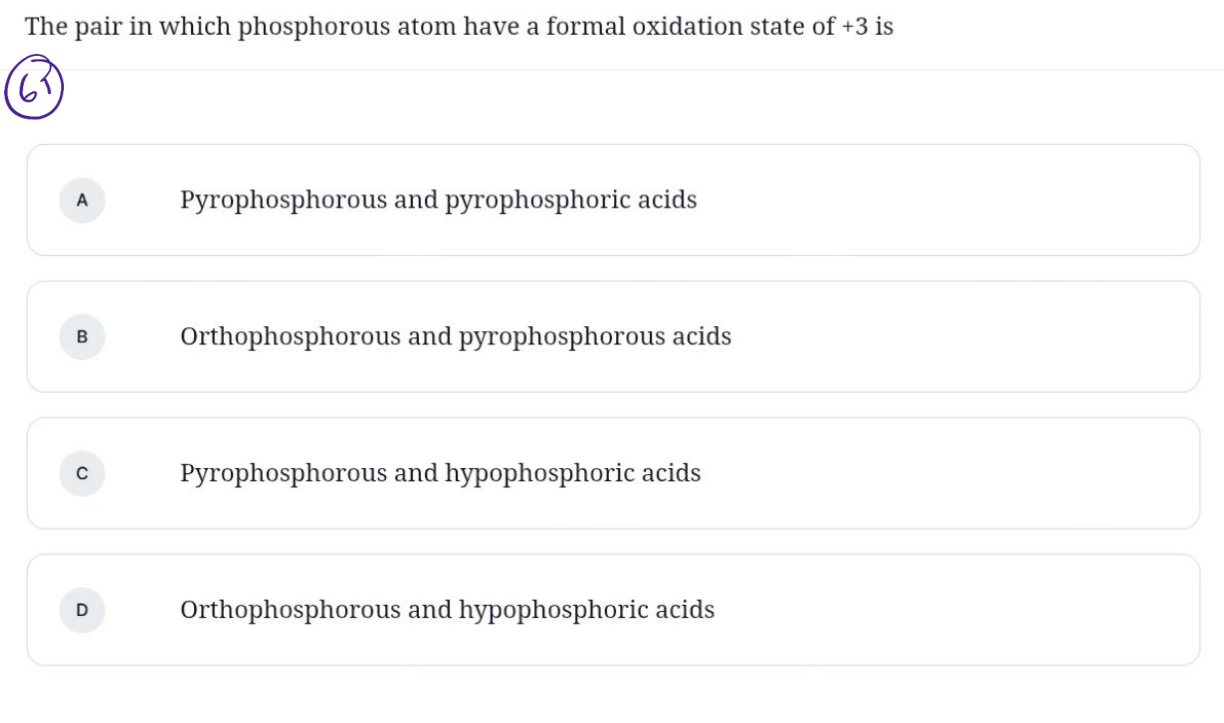 The pair in which phosphorous atom have a formal oxidation state of +3 is
A Pyrophosphorous and pyrophosphoric acids
B Orthophosphorous and pyrophosphorous acids
C Pyrophosphorous and hypophosphoric acids
D Orthophosphorous and hypophosphoric acids